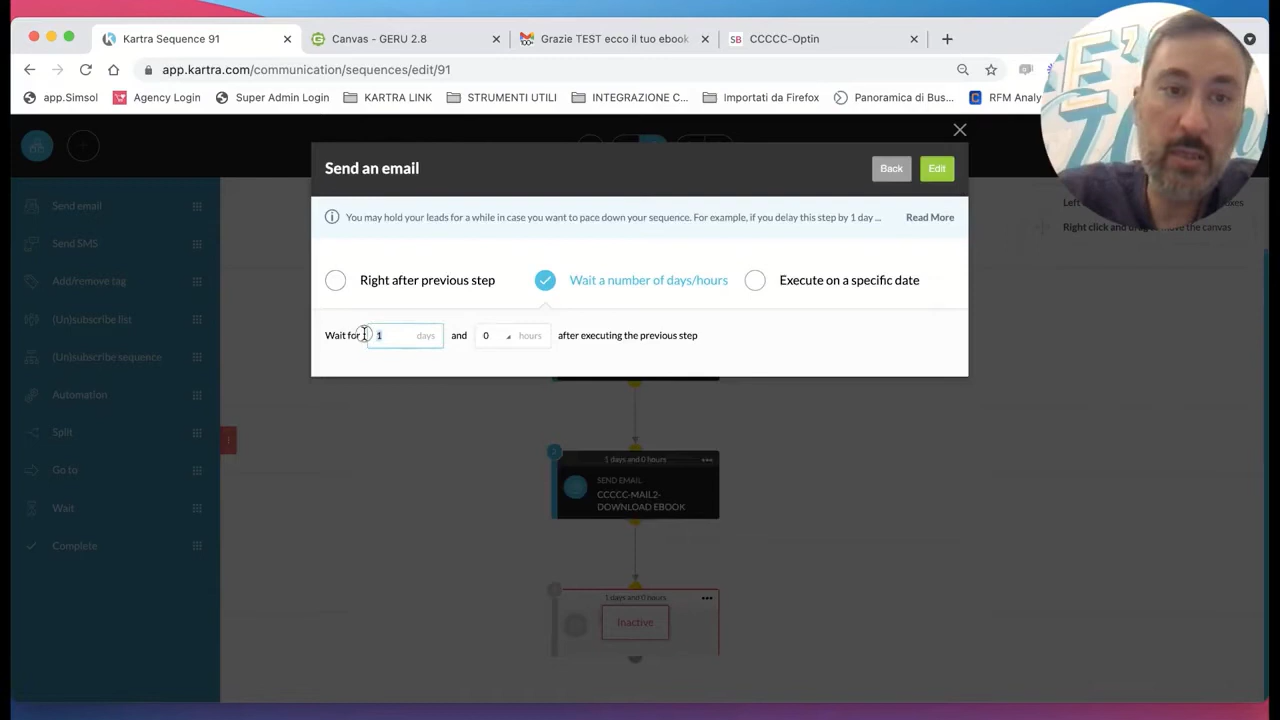 Kartra Sequence 91
Canvas - GERU 2.0
Grazie TEST ecco il tuo ebook
SB CCCCC-Optin
app.kartra.com/communication/sequences/edit/91
app.Simsol
Agency Login
Super Admin Login
KARTRA LINK
STRUMENTI UTILI
INTEGRAZIONE C...
Importati da Firefox
Panoramica di Bus...
RFM Analy
E'S
Send an email
Back
Edit
You may hold your leads for a while in case you want to pace down your sequence. For example, if you delay this step by 1 day ...
Read More
Right after previous step
Wait a number of days/hours
Execute on a specific date
Wait for 1 days and 0 hours after executing the previous step
Send email
Send SMS
Add/remove tag
(Un)subscribe list
(Un)subscribe sequence
Automation
Split
Go to
Wait
Complete
Left
oxes
Right click and drag
move the canvas
2
1 days and 0 hours
SEND EMAIL
CCCCC-MAIL2-
DOWNLOAD EBOOK
1 days and 0 hours
Inactive